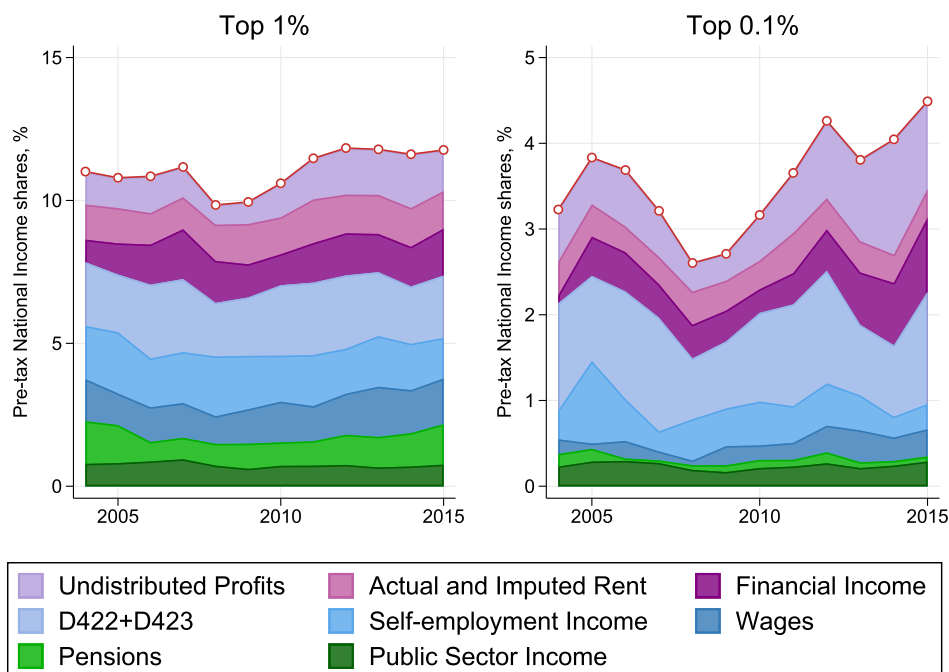 Top 1%
Top 0.1%
Pre-tax National Income shares, %
15
10
5
0
2005
2010
2015
Pre-tax National Income shares, %
5
4
3
2
1
0
2005
2010
2015
Undistributed Profits
Actual and Imputed Rent
Financial Income
D422+D423
Self-employment Income
Wages
Pensions
Public Sector Income